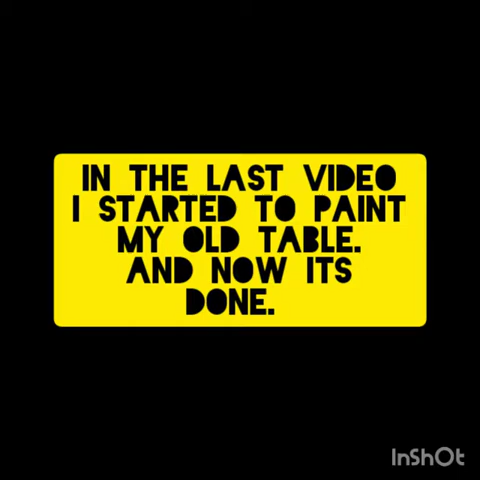 IN THE LAST VIDEO
I STARTED TO PAINT
MY OLD TABLE.
AND NOW ITS
DONE.
InShOt